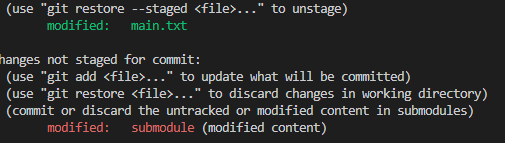 (use "git restore --staged <file>..." to unstage)
modified: main.txt
hanges not staged for commit:
(use "git add <file>..." to update what will be committed)
(use "git restore <file>..." to discard changes in working directory)
(commit or discard the untracked or modified content in submodules)
modified: submodule (modified content)